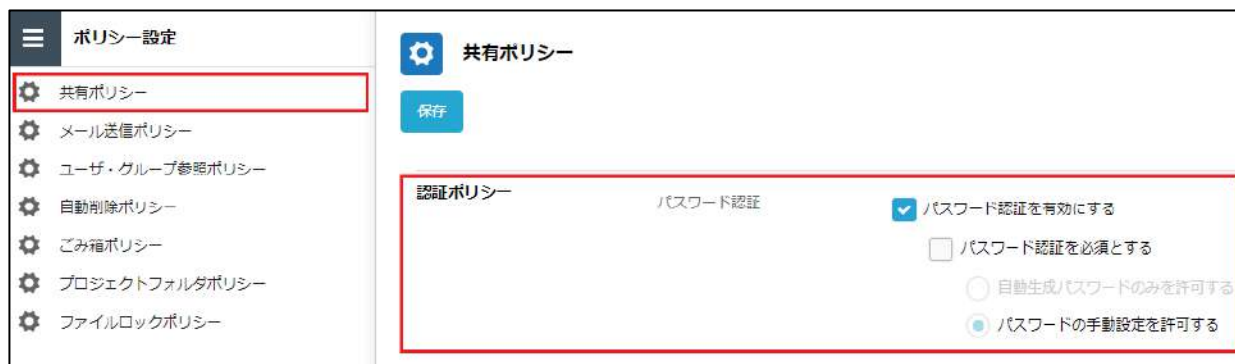 ポリシー設定
共有ポリシー
メール送信ポリシー
ユーザ・グループ参照ポリシー
自動削除ポリシー
ごみ箱ポリシー
プロジェクトフォルダポリシー
ファイルロックポリシー
共有ポリシー
保存
認証ポリシー
パスワード認証
パスワード認証を有効にする
パスワード認証を必須とする
自動生成パスワードのみを許可する
パスワードの手動設定を許可する